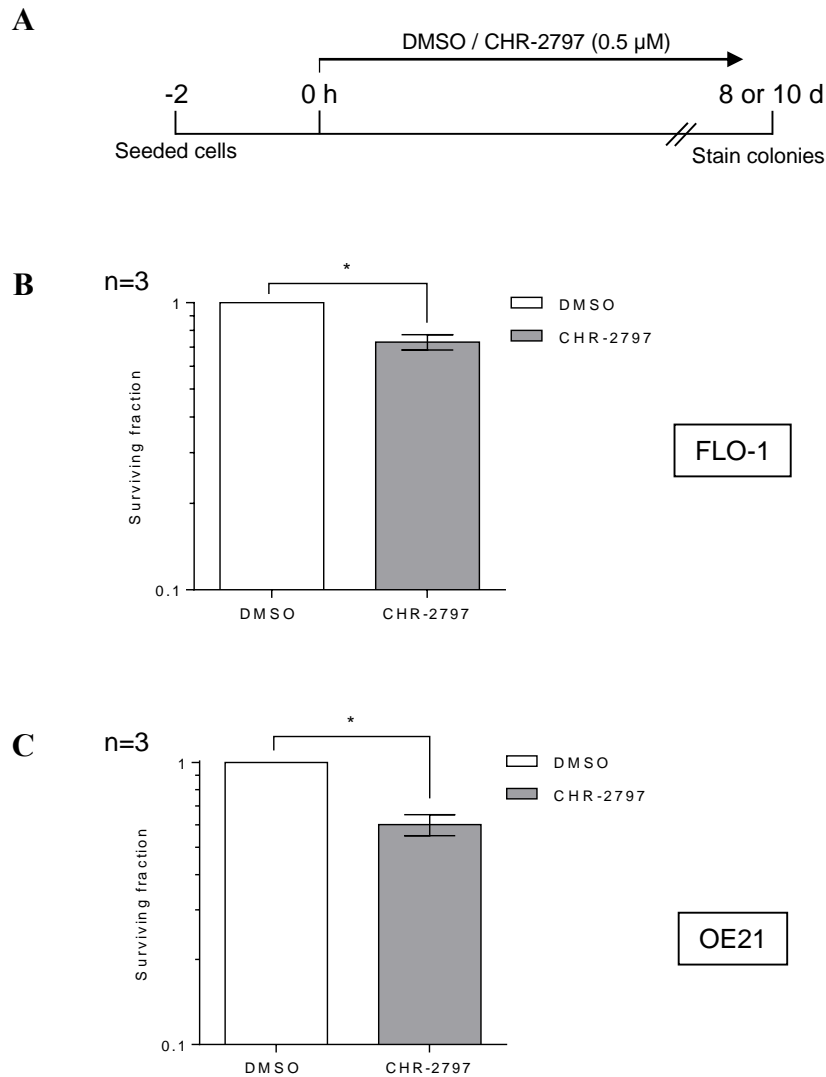 A
DMSO / CHR-2797 (0.5 µM)
-2 0 h 8 or 10 d
Seeded cells Stain colonies
B
n=3
*
1
DMSO
CHR-2797
Surviving fraction
FLO-1
0.1
DMSO CHR-2797
C
n=3
*
1
DMSO
CHR-2797
Surviving fraction
OE21
0.1
DMSO CHR-2797